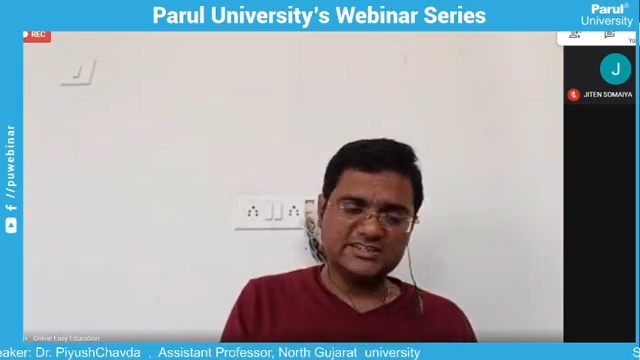 Parul University's Webinar Series
Parul®
University
REC
Yo
J
JITEN SOMAIYA
//puwebinar
f
Online Easy Education
eaker: Dr. PiyushChavda , Assistant Professor, North Gujarat university
S